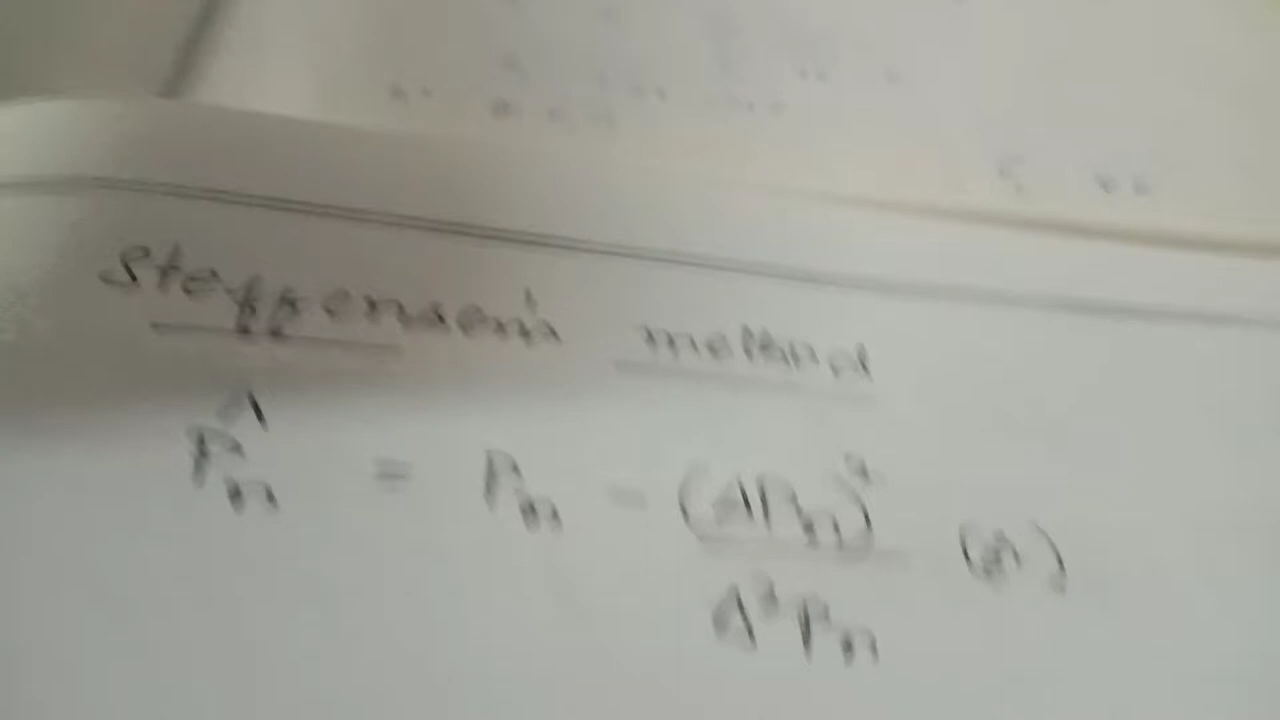 Steffensen's method
P̂n = Pn - (ΔPn)² / Δ²Pn